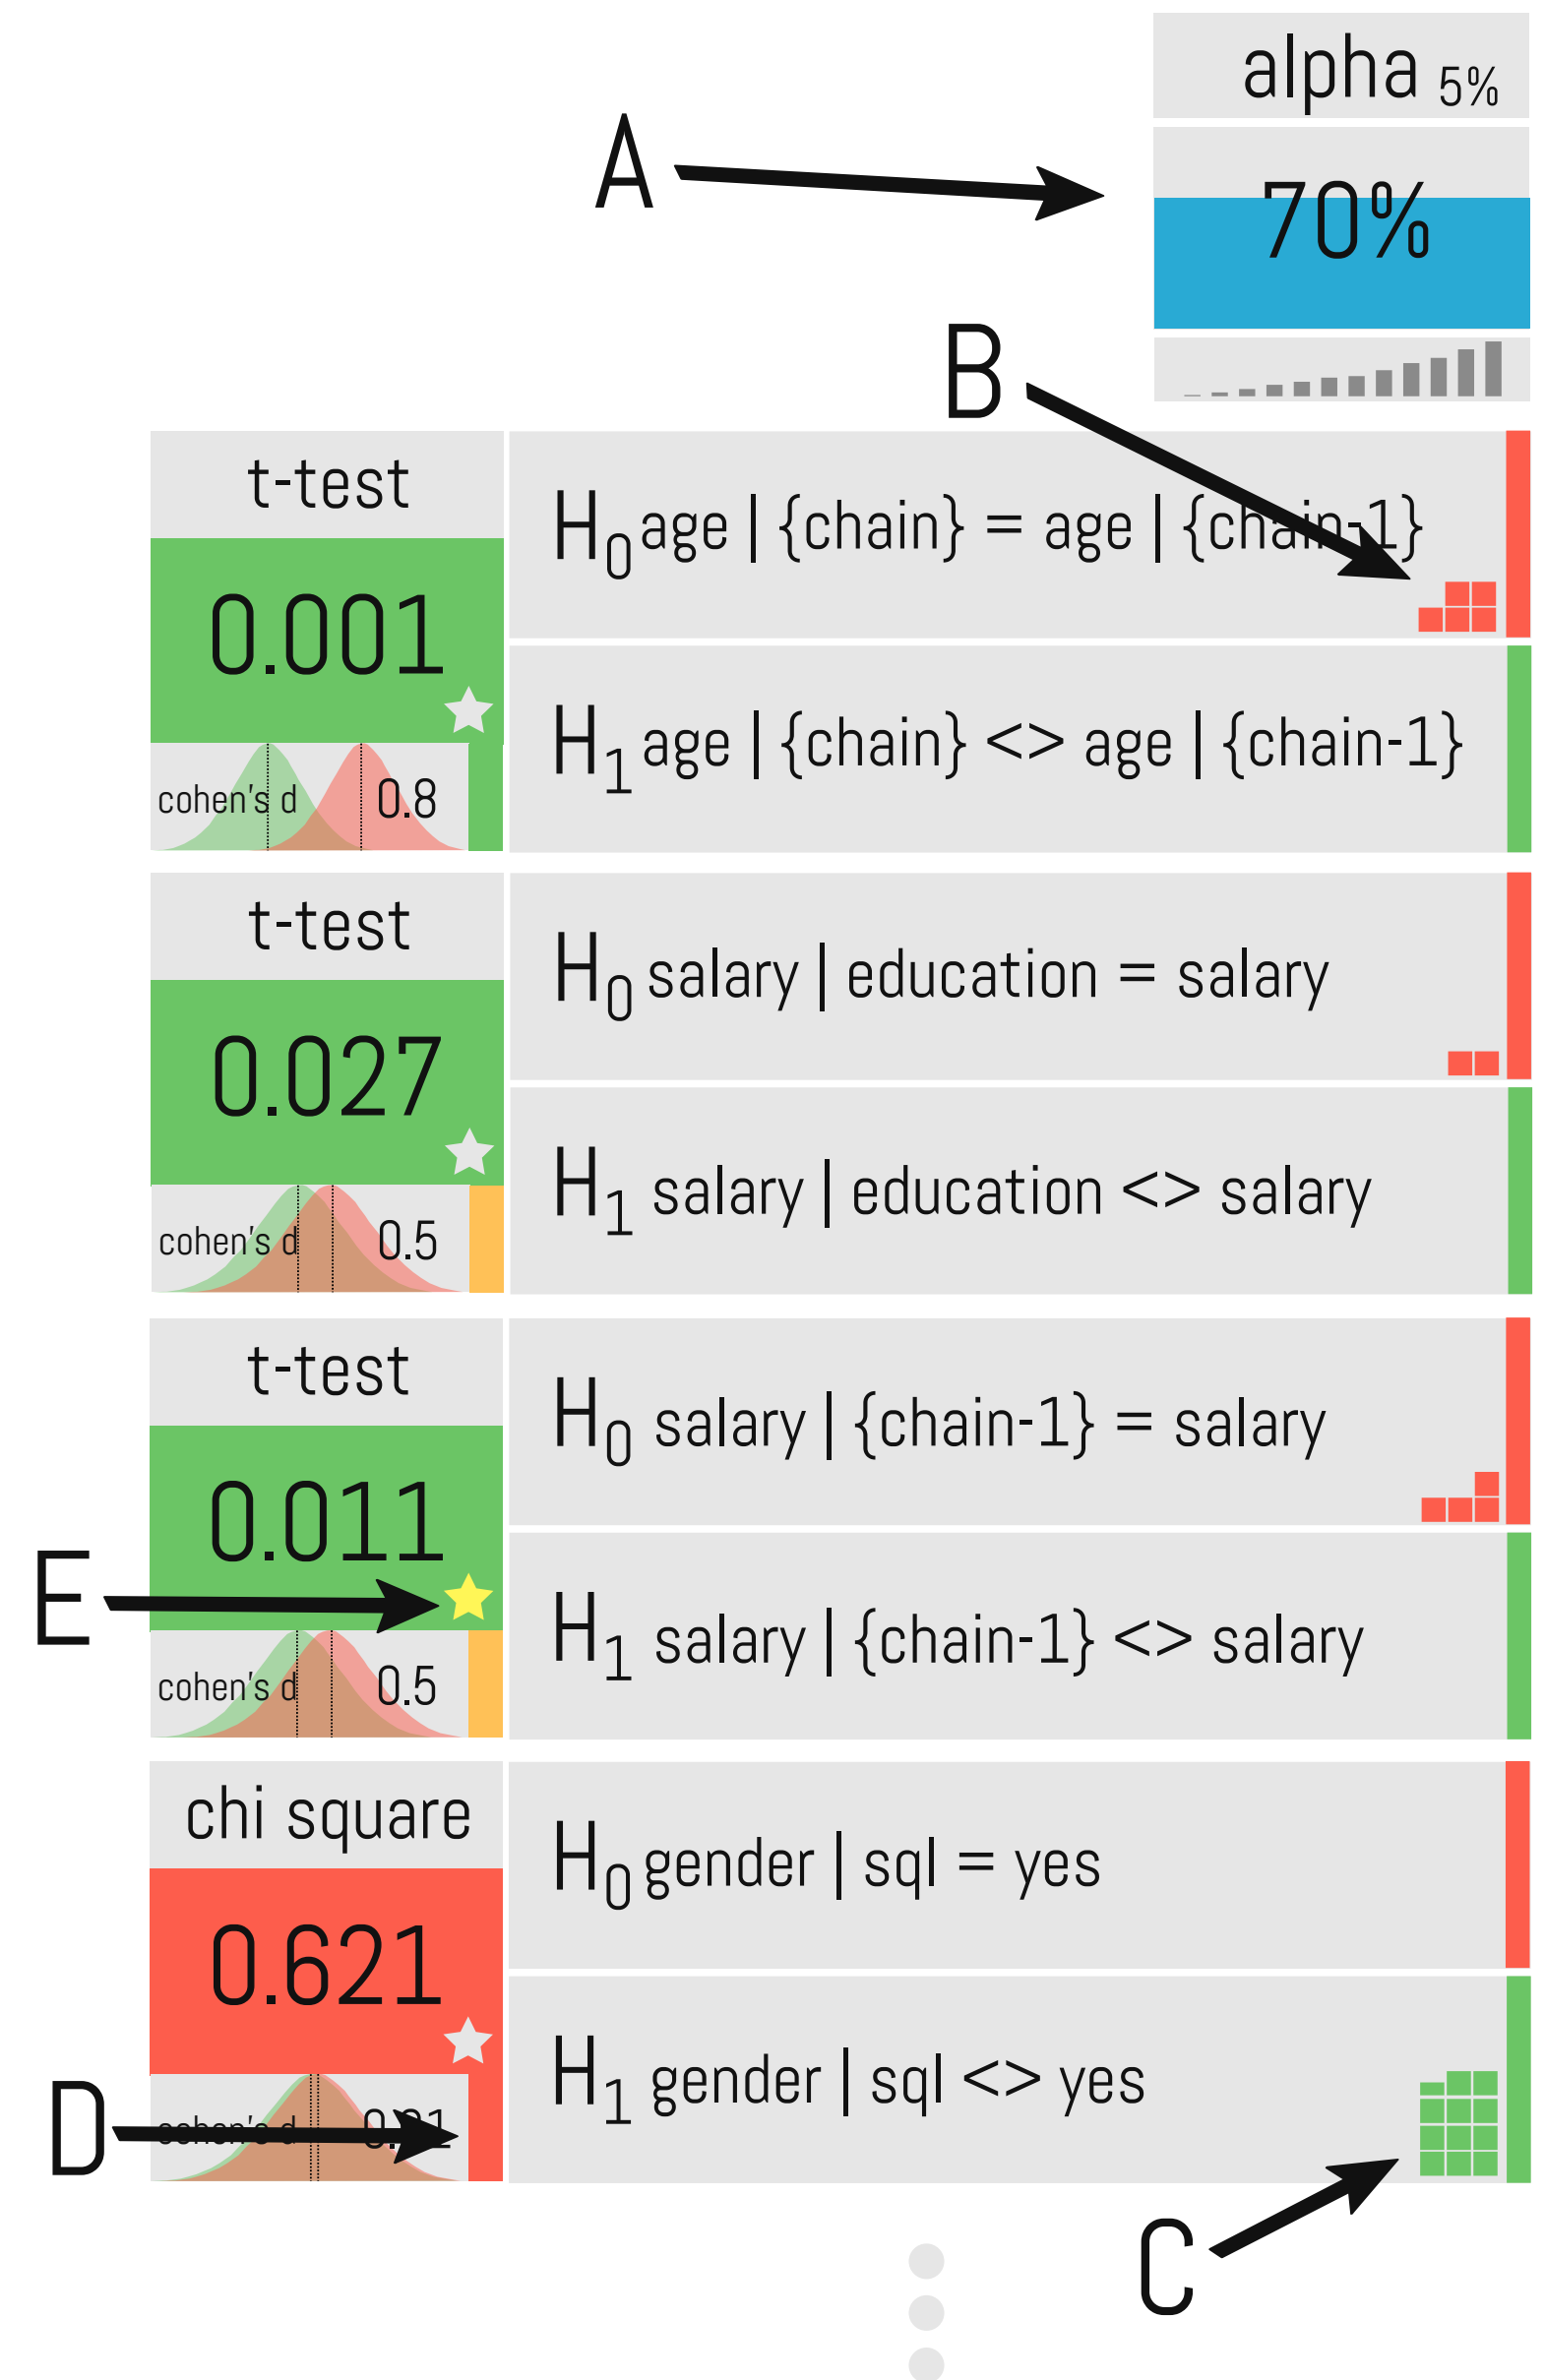 alpha 5%
A
70%
B
t-test
H0 age | {chain} = age | {chain-1}
0.001
H1 age | {chain} <> age | {chain-1}
cohen's d 0.8
t-test
H0 salary | education = salary
0.027
H1 salary | education <> salary
cohen's d 0.5
t-test
H0 salary | {chain-1} = salary
0.011
E
H1 salary | {chain-1} <> salary
cohen's d 0.5
chi square
H0 gender | sql = yes
0.621
H1 gender | sql <> yes
D
cohen's d 0.01
C